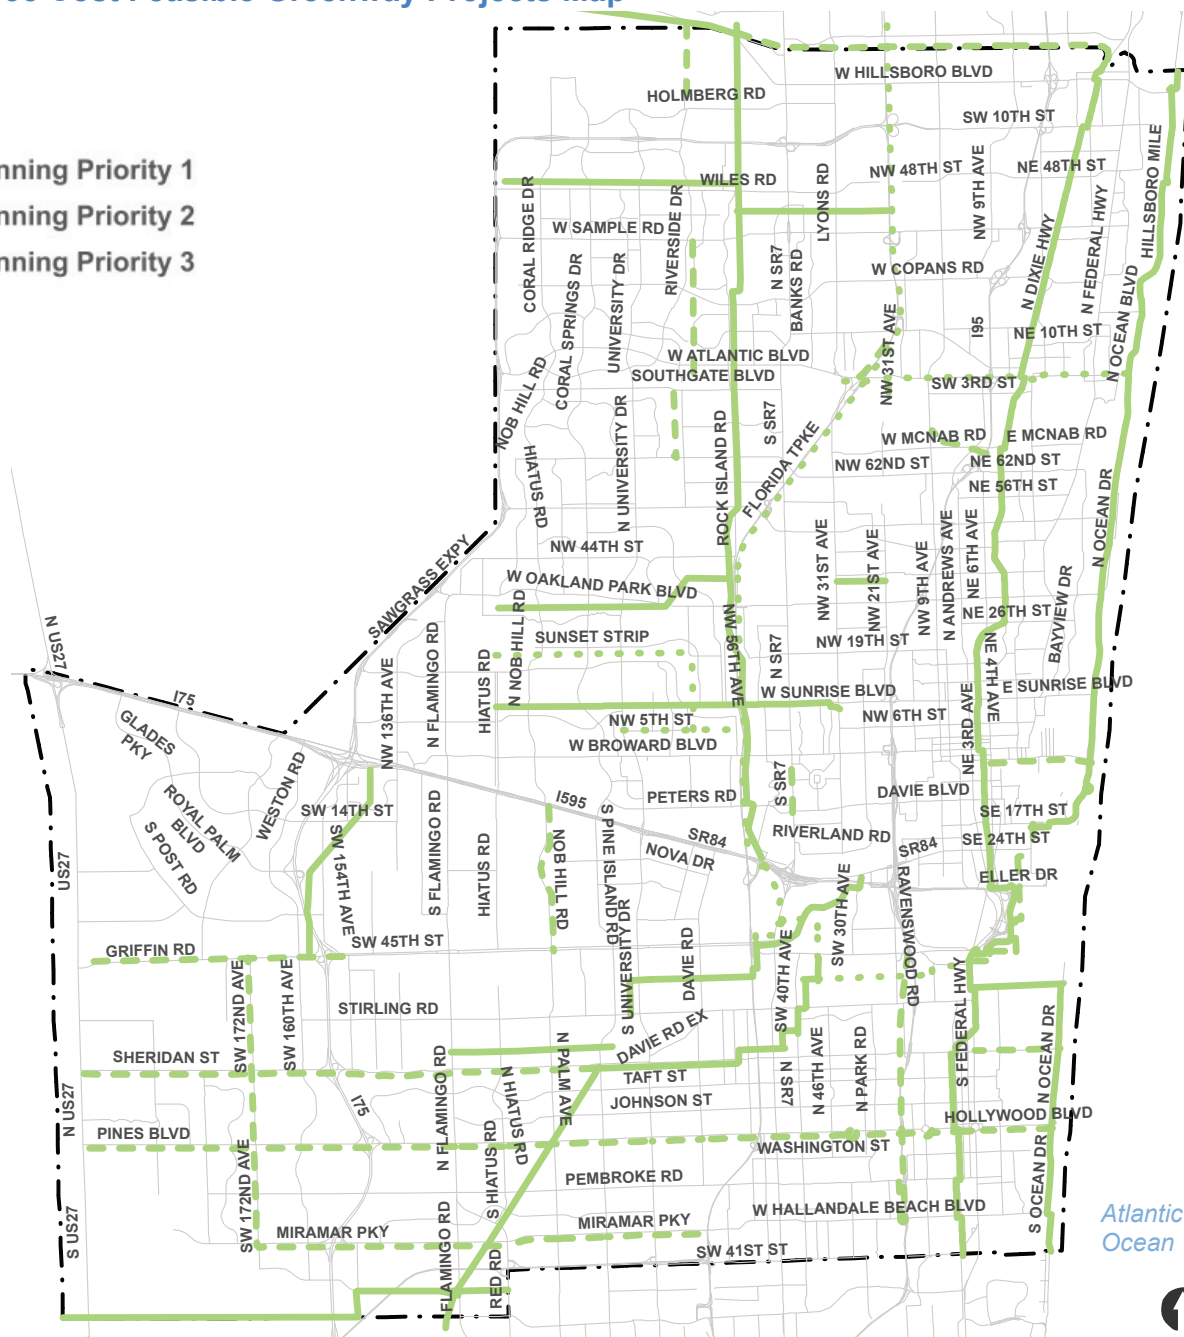 Cost Feasible Greenway Projects Map
nning Priority 1
nning Priority 2
nning Priority 3
W HILLSBORO BLVD
HOLMBERG RD
SW 10TH ST
HILLSBORO MILE
NW 48TH ST
NW 9TH AVE
NE 48TH ST
WILES RD
LYONS RD
CORAL RIDGE DR
RIVERSIDE DR
W SAMPLE RD
N FEDERAL HWY
N DIXIE HWY
N SR7
BANKS RD
W COPANS RD
CORAL SPRINGS DR
UNIVERSITY DR
N OCEAN BLVD
I95
NE 10TH ST
NW 31ST AVE
W ATLANTIC BLVD
SOUTHGATE BLVD
SW 3RD ST
NOB HILL RD
N UNIVERSITY DR
S SR7
ROCK ISLAND RD
FLORIDA TPKE
W MCNAB RD
E MCNAB RD
HIATUS RD
NW 62ND ST
NE 62ND ST
NE 56TH ST
N OCEAN DR
NW 44TH ST
SAWGRASS EXPY
NW 31ST AVE
NW 21ST AVE
NW 9TH AVE
N ANDREWS AVE
NE 6TH AVE
W OAKLAND PARK BLVD
NE 26TH ST
BAYVIEW DR
N US27
N FLAMINGO RD
N NOB HILL RD
SUNSET STRIP
NW 56TH AVE
N SR7
NW 19TH ST
NE 4TH AVE
I75
NW 136TH AVE
HIATUS RD
W SUNRISE BLVD
E SUNRISE BLVD
GLADES
PKY
NW 5TH ST
NW 6TH ST
NE 3RD AVE
W BROWARD BLVD
WESTON RD
ROYAL PALM
BLVD
S POST RD
SW 14TH ST
I595
PETERS RD
S SR7
DAVIE BLVD
SE 17TH ST
US27
SW 154TH AVE
S FLAMINGO RD
HIATUS RD
NOB HILL RD
S PINE ISLAND RD
SR84
NOVA DR
RIVERLAND RD
SR84
SE 24TH ST
ELLER DR
GRIFFIN RD
SW 45TH ST
S UNIVERSITY DR
DAVIE RD
SW 40TH AVE
SW 30TH AVE
RAVENSWOOD RD
SW 172ND AVE
SW 160TH AVE
STIRLING RD
S FEDERAL HWY
SHERIDAN ST
DAVIE RD EX
N OCEAN DR
N US27
I75
N FLAMINGO RD
N HIATUS RD
N PALM AVE
TAFT ST
JOHNSON ST
N SR7
N 46TH AVE
N PARK RD
HOLLYWOOD BLVD
PINES BLVD
WASHINGTON ST
SW 172ND AVE
S HIATUS RD
PEMBROKE RD
S OCEAN DR
S US27
FLAMINGO RD
W HALLANDALE BEACH BLVD
MIRAMAR PKY
MIRAMAR PKY
RED RD
SW 41ST ST
Atlantic
Ocean